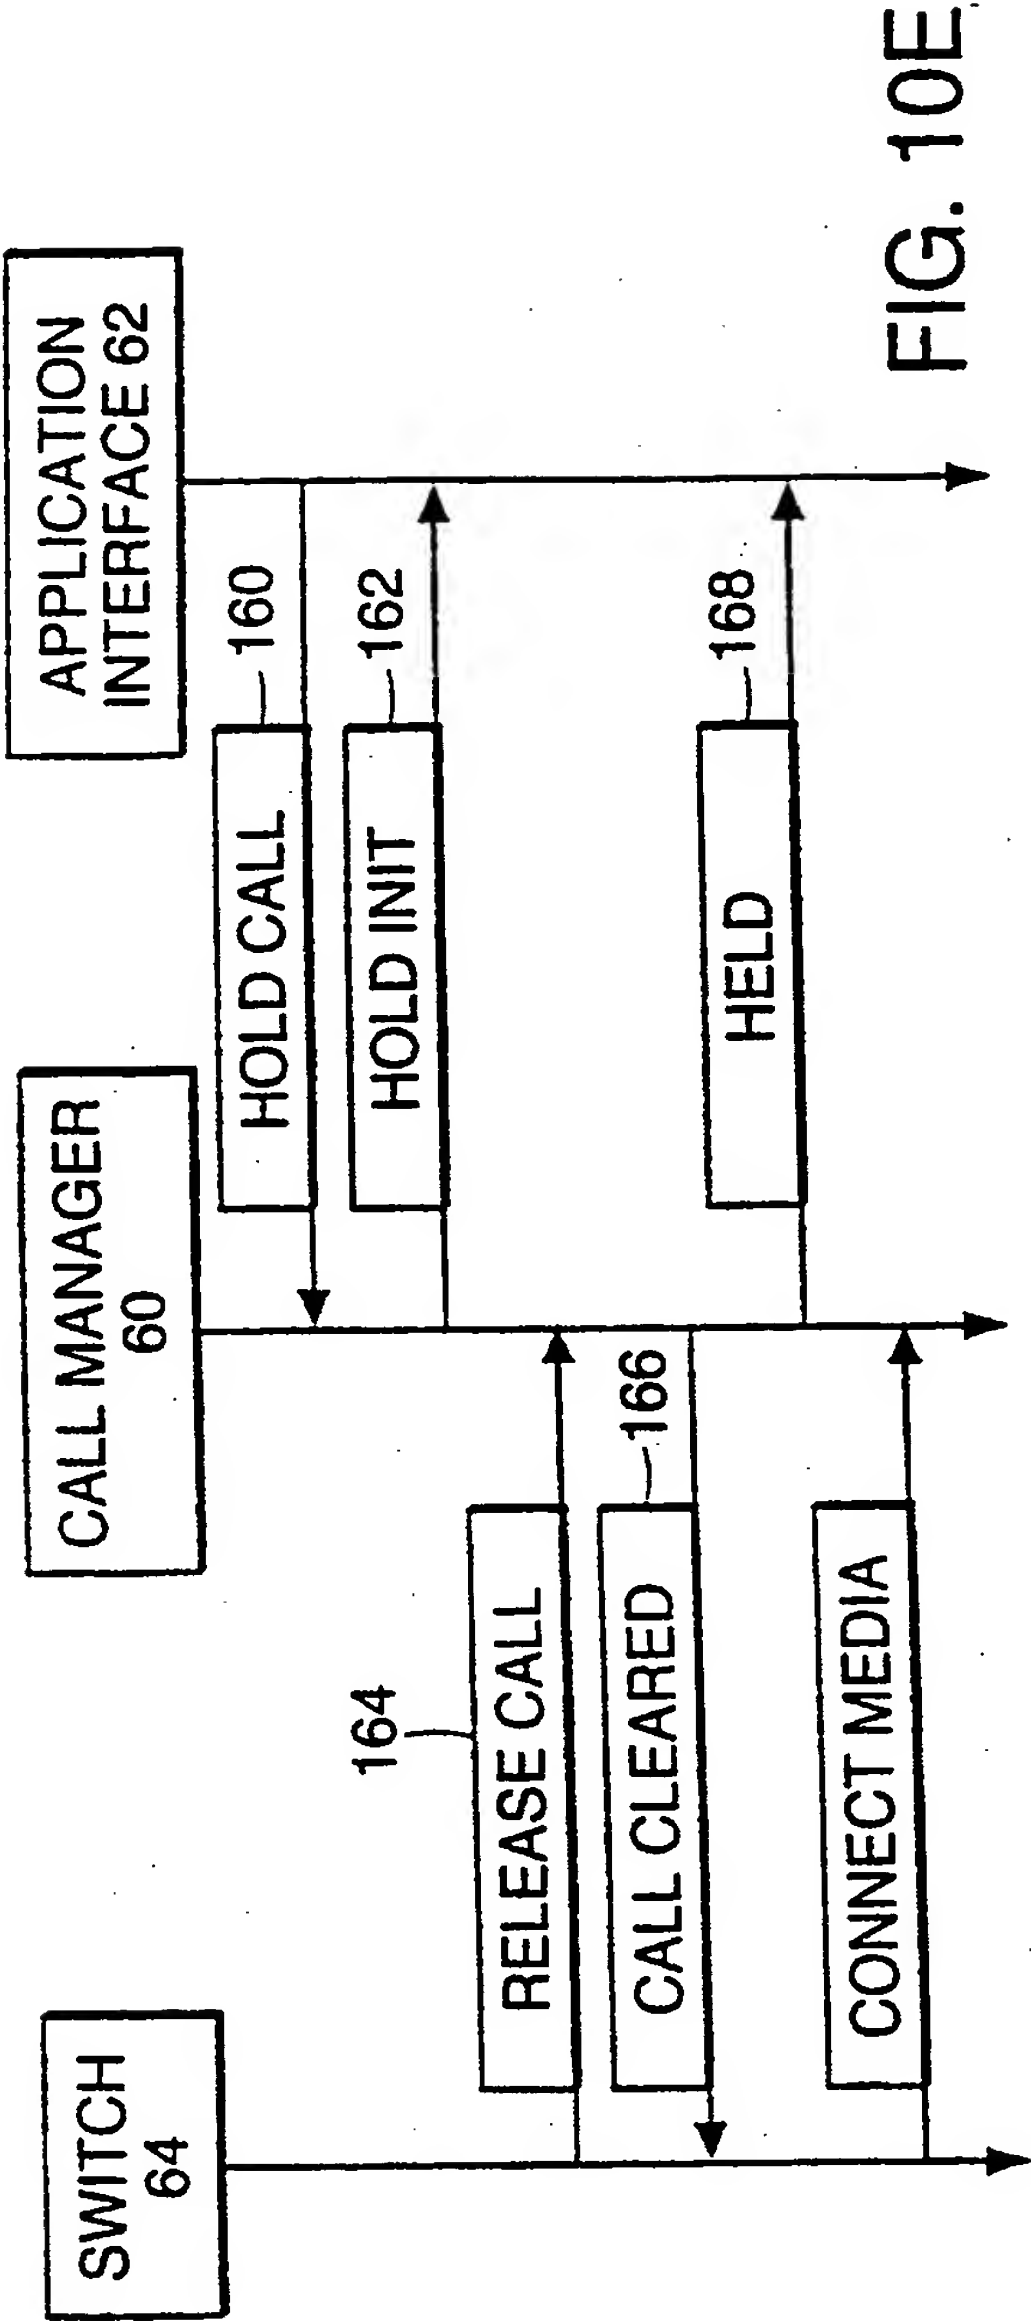 SWITCH
64
CALL MANAGER
60
APPLICATION
INTERFACE 62
HOLD CALL
160
HOLD INIT
162
164
RELEASE CALL
CALL CLEARED
166
HELD
168
CONNECT MEDIA
FIG. 10E